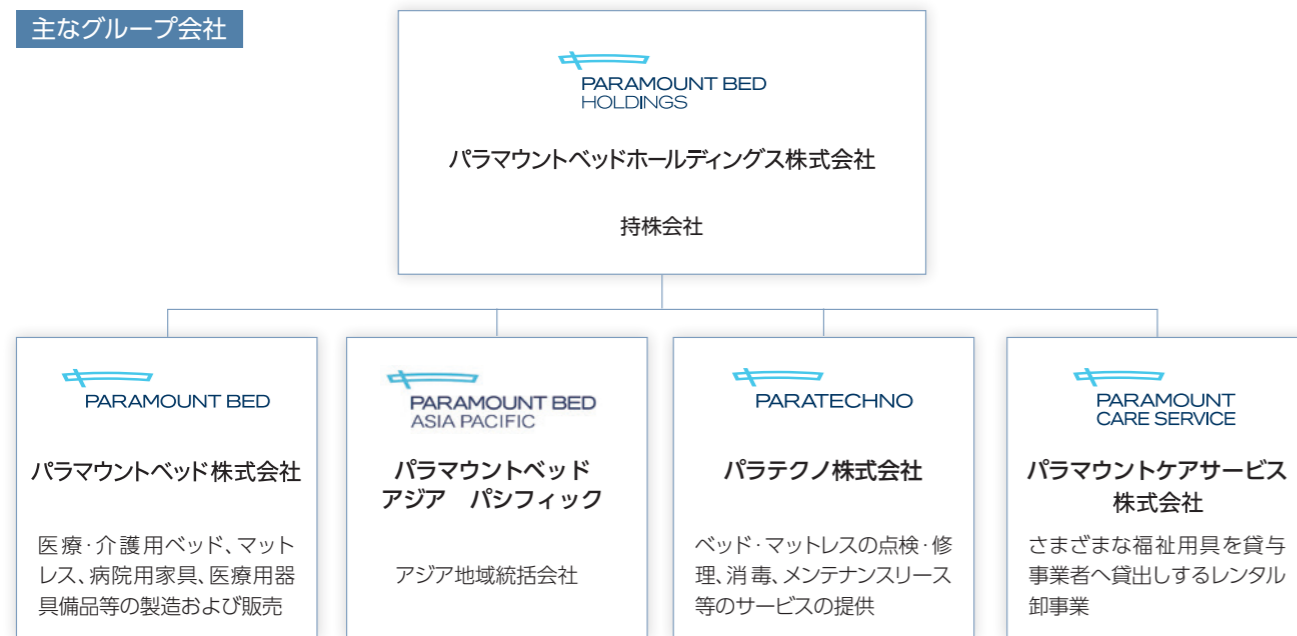 主なグループ会社
PARAMOUNT BED
HOLDINGS
パラマウントベッドホールディングス株式会社
持株会社
PARAMOUNT BED
パラマウントベッド株式会社
医療・介護用ベッド、マット
レス、病院用家具、医療用器
具備品等の製造および販売
PARAMOUNT BED
ASIA PACIFIC
パラマウントベッド
アジア　パシフィック
アジア地域統括会社
PARATECHNO
パラテクノ株式会社
ベッド・マットレスの点検・修
理、消毒、メンテナンスリース
等のサービスの提供
PARAMOUNT
CARE SERVICE
パラマウントケアサービス
株式会社
さまざまな福祉用具を貸与
事業者へ貸出しするレンタル
卸事業